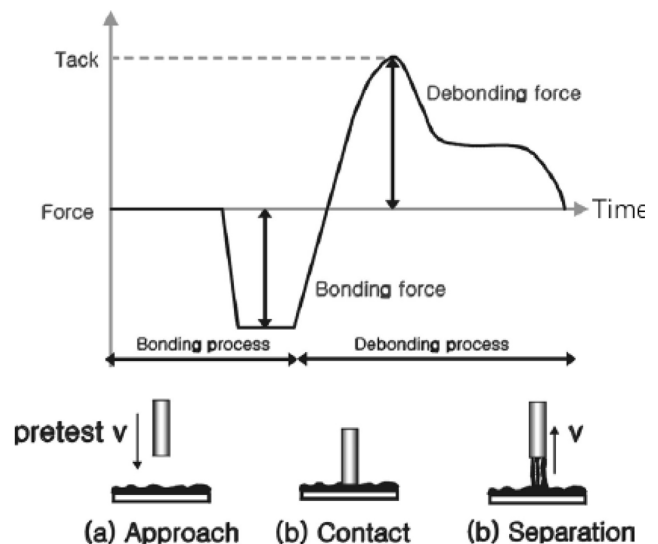 Tack
Debonding force
Force
Time
Bonding force
Bonding process
Debonding process
pretest v
v
(a) Approach
(b) Contact
(b) Separation